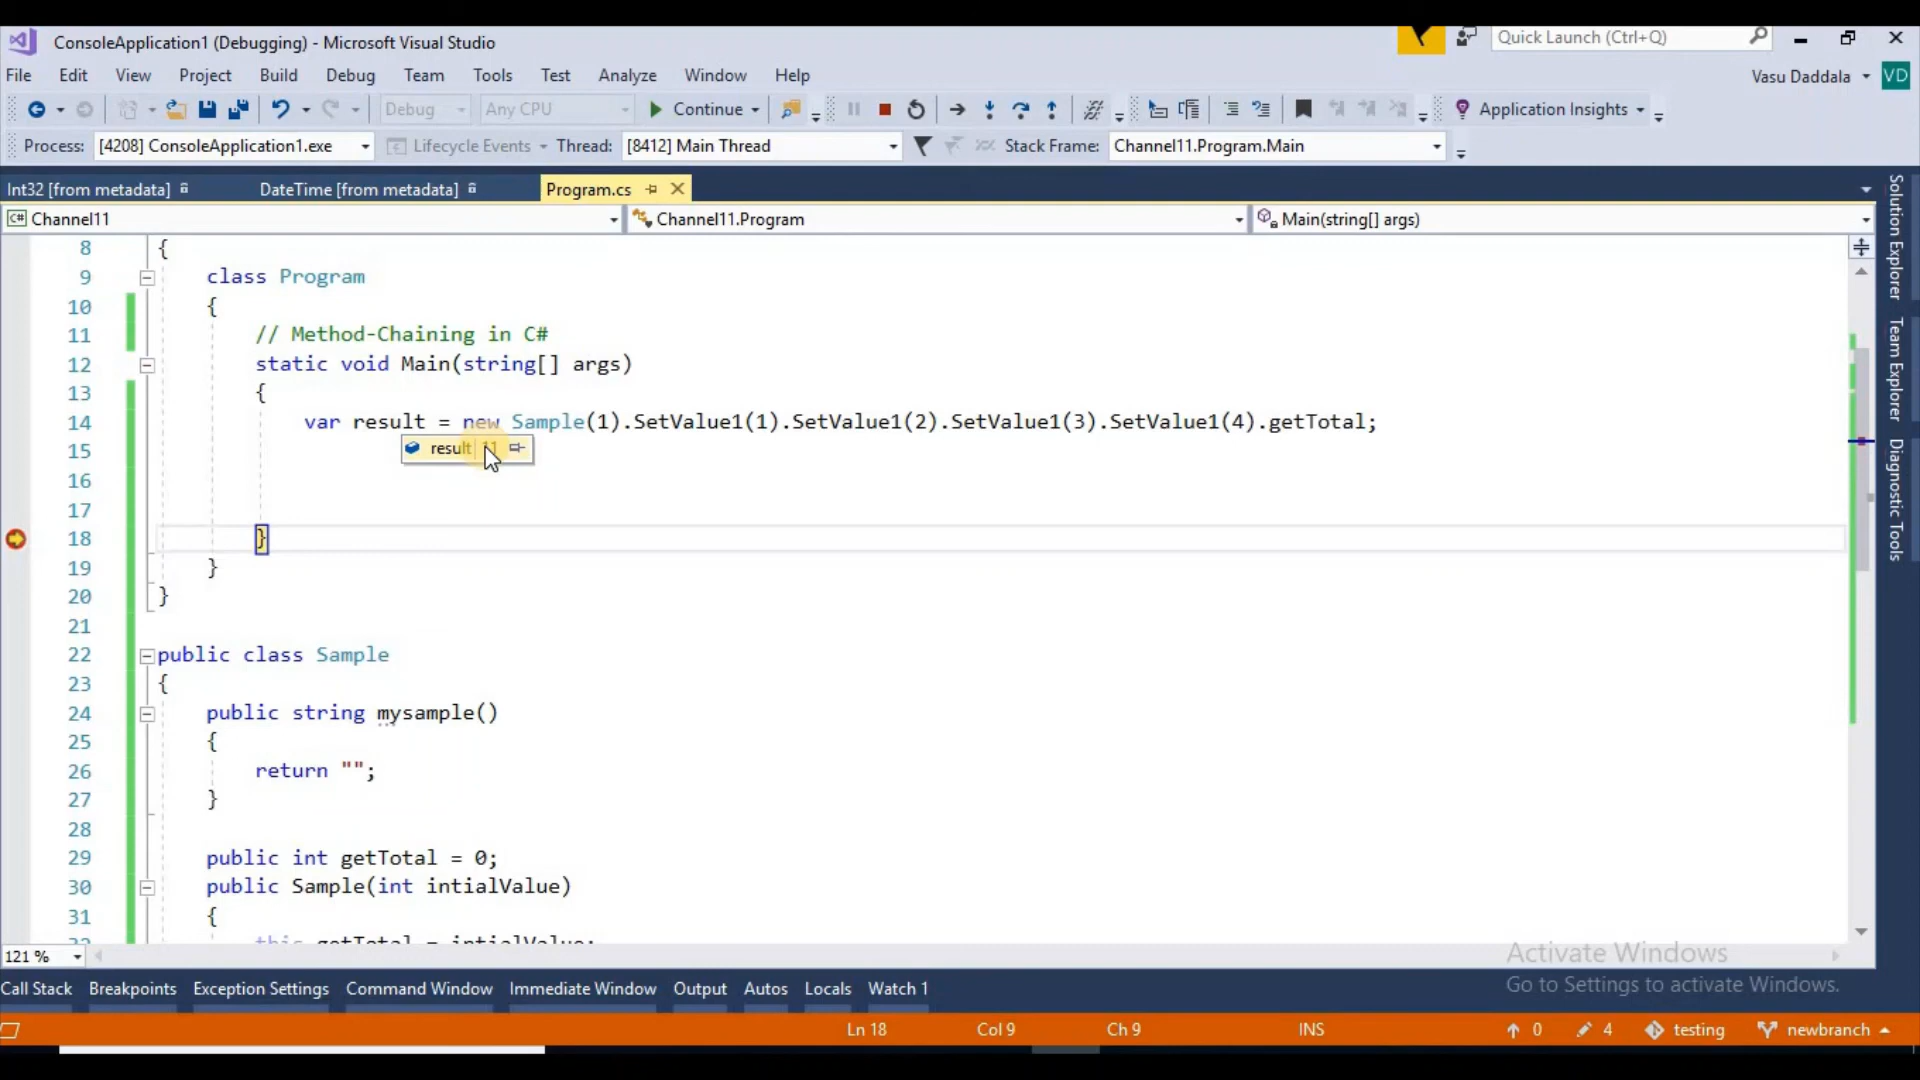 ConsoleApplication1 (Debugging) - Microsoft Visual Studio
Quick Launch (Ctrl+Q)
File Edit View Project Build Debug Team Tools Test Analyze Window Help
Vasu Daddala VD
Debug Any CPU Continue Application Insights
Process: [4208] ConsoleApplication1.exe Lifecycle Events Thread: [8412] Main Thread Stack Frame: Channel11.Program.Main
Int32 [from metadata] DateTime [from metadata] Program.cs
C# Channel11 Channel11.Program Main(string[] args)
8 {
9 class Program
10 {
11 // Method-Chaining in C#
12 static void Main(string[] args)
13 {
14 var result = new Sample(1).SetValue1(1).SetValue1(2).SetValue1(3).SetValue1(4).getTotal;
15 result 11
16
17
18 }
19 }
20 }
21
22 public class Sample
23 {
24 public string mysample()
25 {
26 return "";
27 }
28
29 public int getTotal = 0;
30 public Sample(int intialValue)
31 {
this.getTotal = intialValue;
Solution Explorer
Team Explorer
Diagnostic Tools
121 %
Activate Windows
Go to Settings to activate Windows.
Call Stack Breakpoints Exception Settings Command Window Immediate Window Output Autos Locals Watch 1
Ln 18 Col 9 Ch 9 INS 0 4 testing newbranch